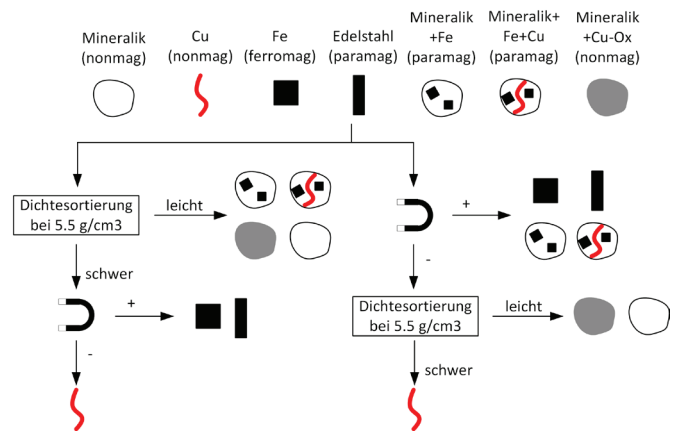 Mineralik
(nonmag)
Cu
(nonmag)
Fe
(ferromag)
Edelstahl
(paramag)
Mineralik
+Fe
(paramag)
Mineralik+
Fe+Cu
(paramag)
Mineralik
+Cu-Ox
(nonmag)
Dichtesortierung
bei 5.5 g/cm3
leicht
schwer
+
-
+
-
Dichtesortierung
bei 5.5 g/cm3
leicht
schwer